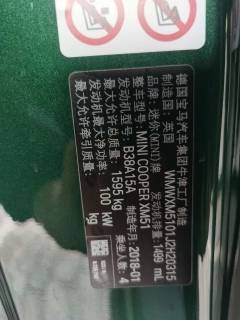 德国宝马汽车集团牛津工厂制造
制造国:英国 WMWXM5101J2H20315
品牌:迷你(MINI)牌 发动机排量:1499 mL
整车型号:MINI COOPER XM51
发动机型号:B38A15A 制造年月:2018-01
最大允许总质量:1595 kg 乘坐人数:4
发动机最大净功率:100 kW
最大允许牵引质量: kg